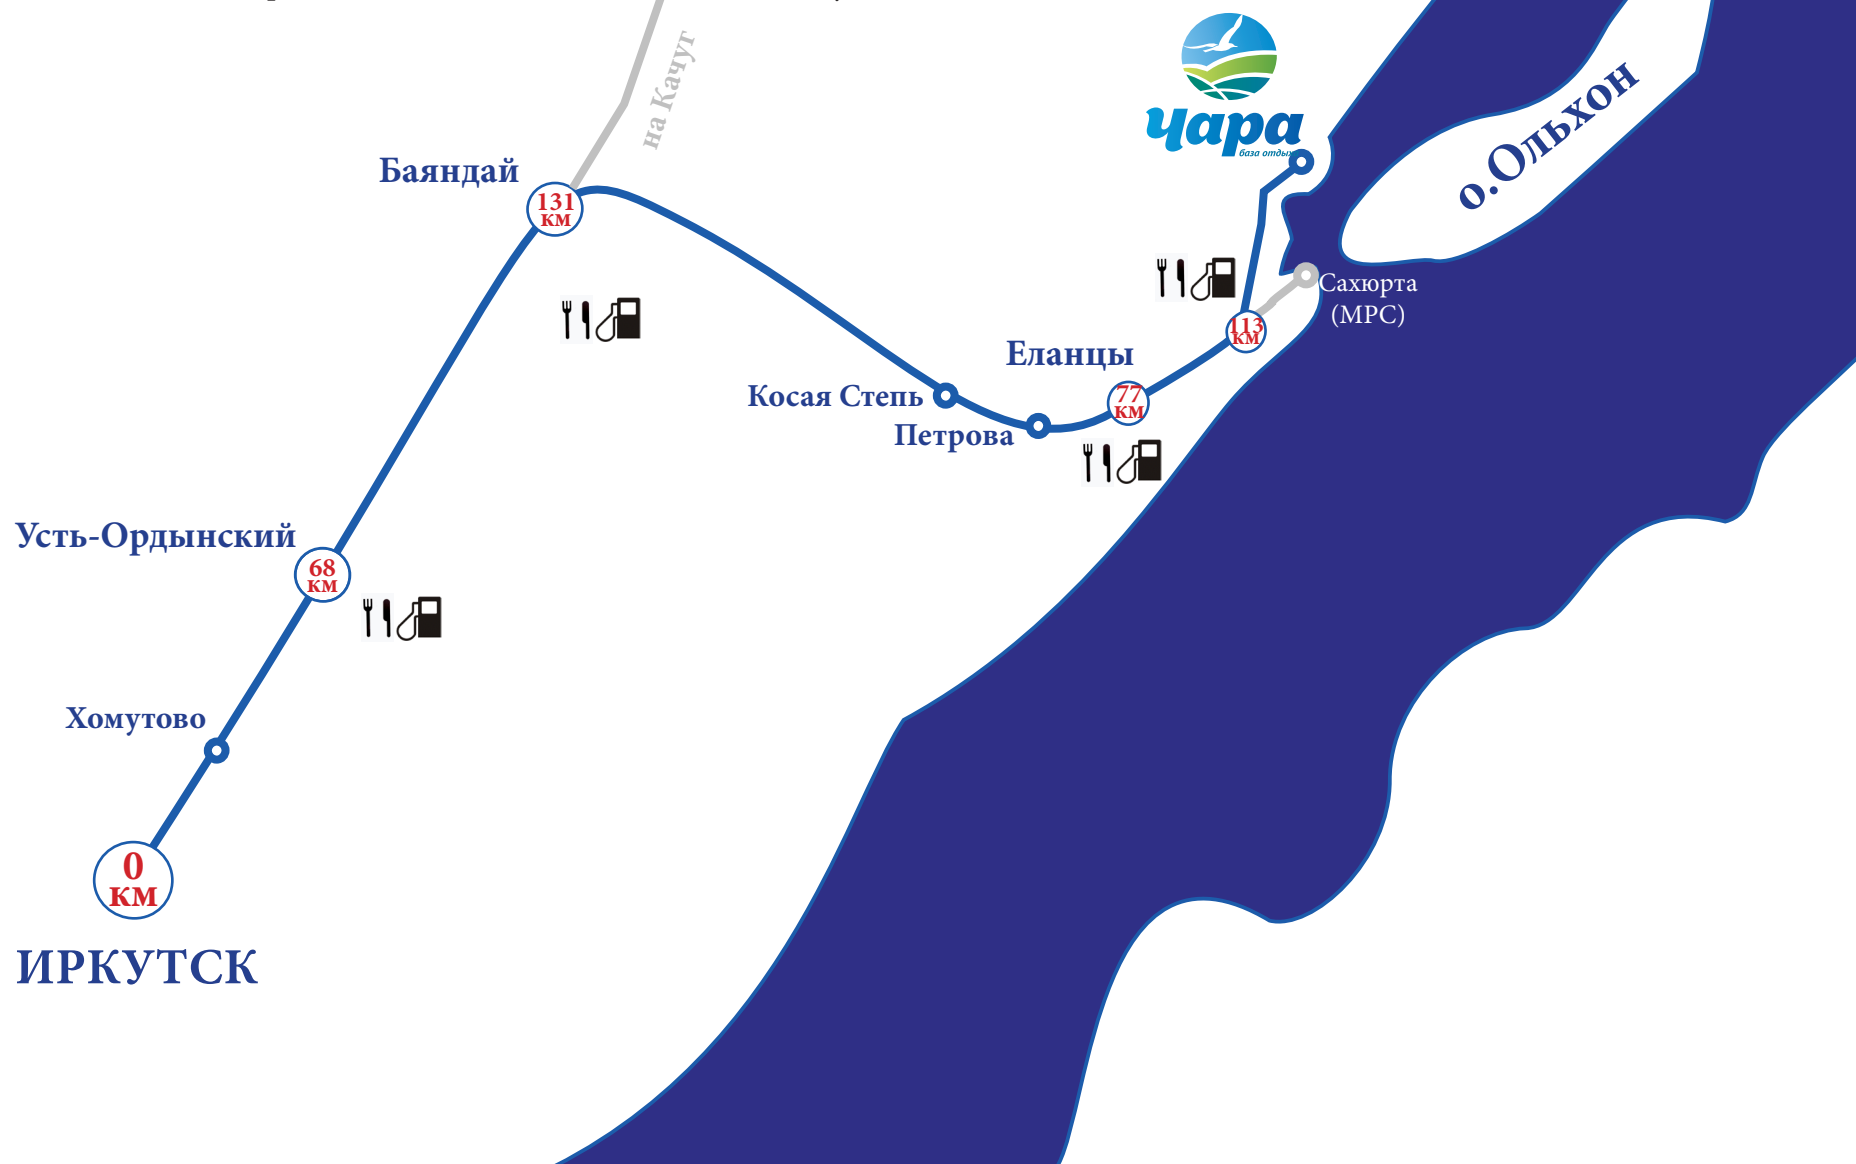 на Качуг
Чара
база отдыха
о.Ольхон
Баяндай
131
км
Сахюрта
(МРС)
113
км
Еланцы
77
км
Косая Степь
Петрова
Усть-Ордынский
68
км
Хомутово
0
км
ИРКУТСК